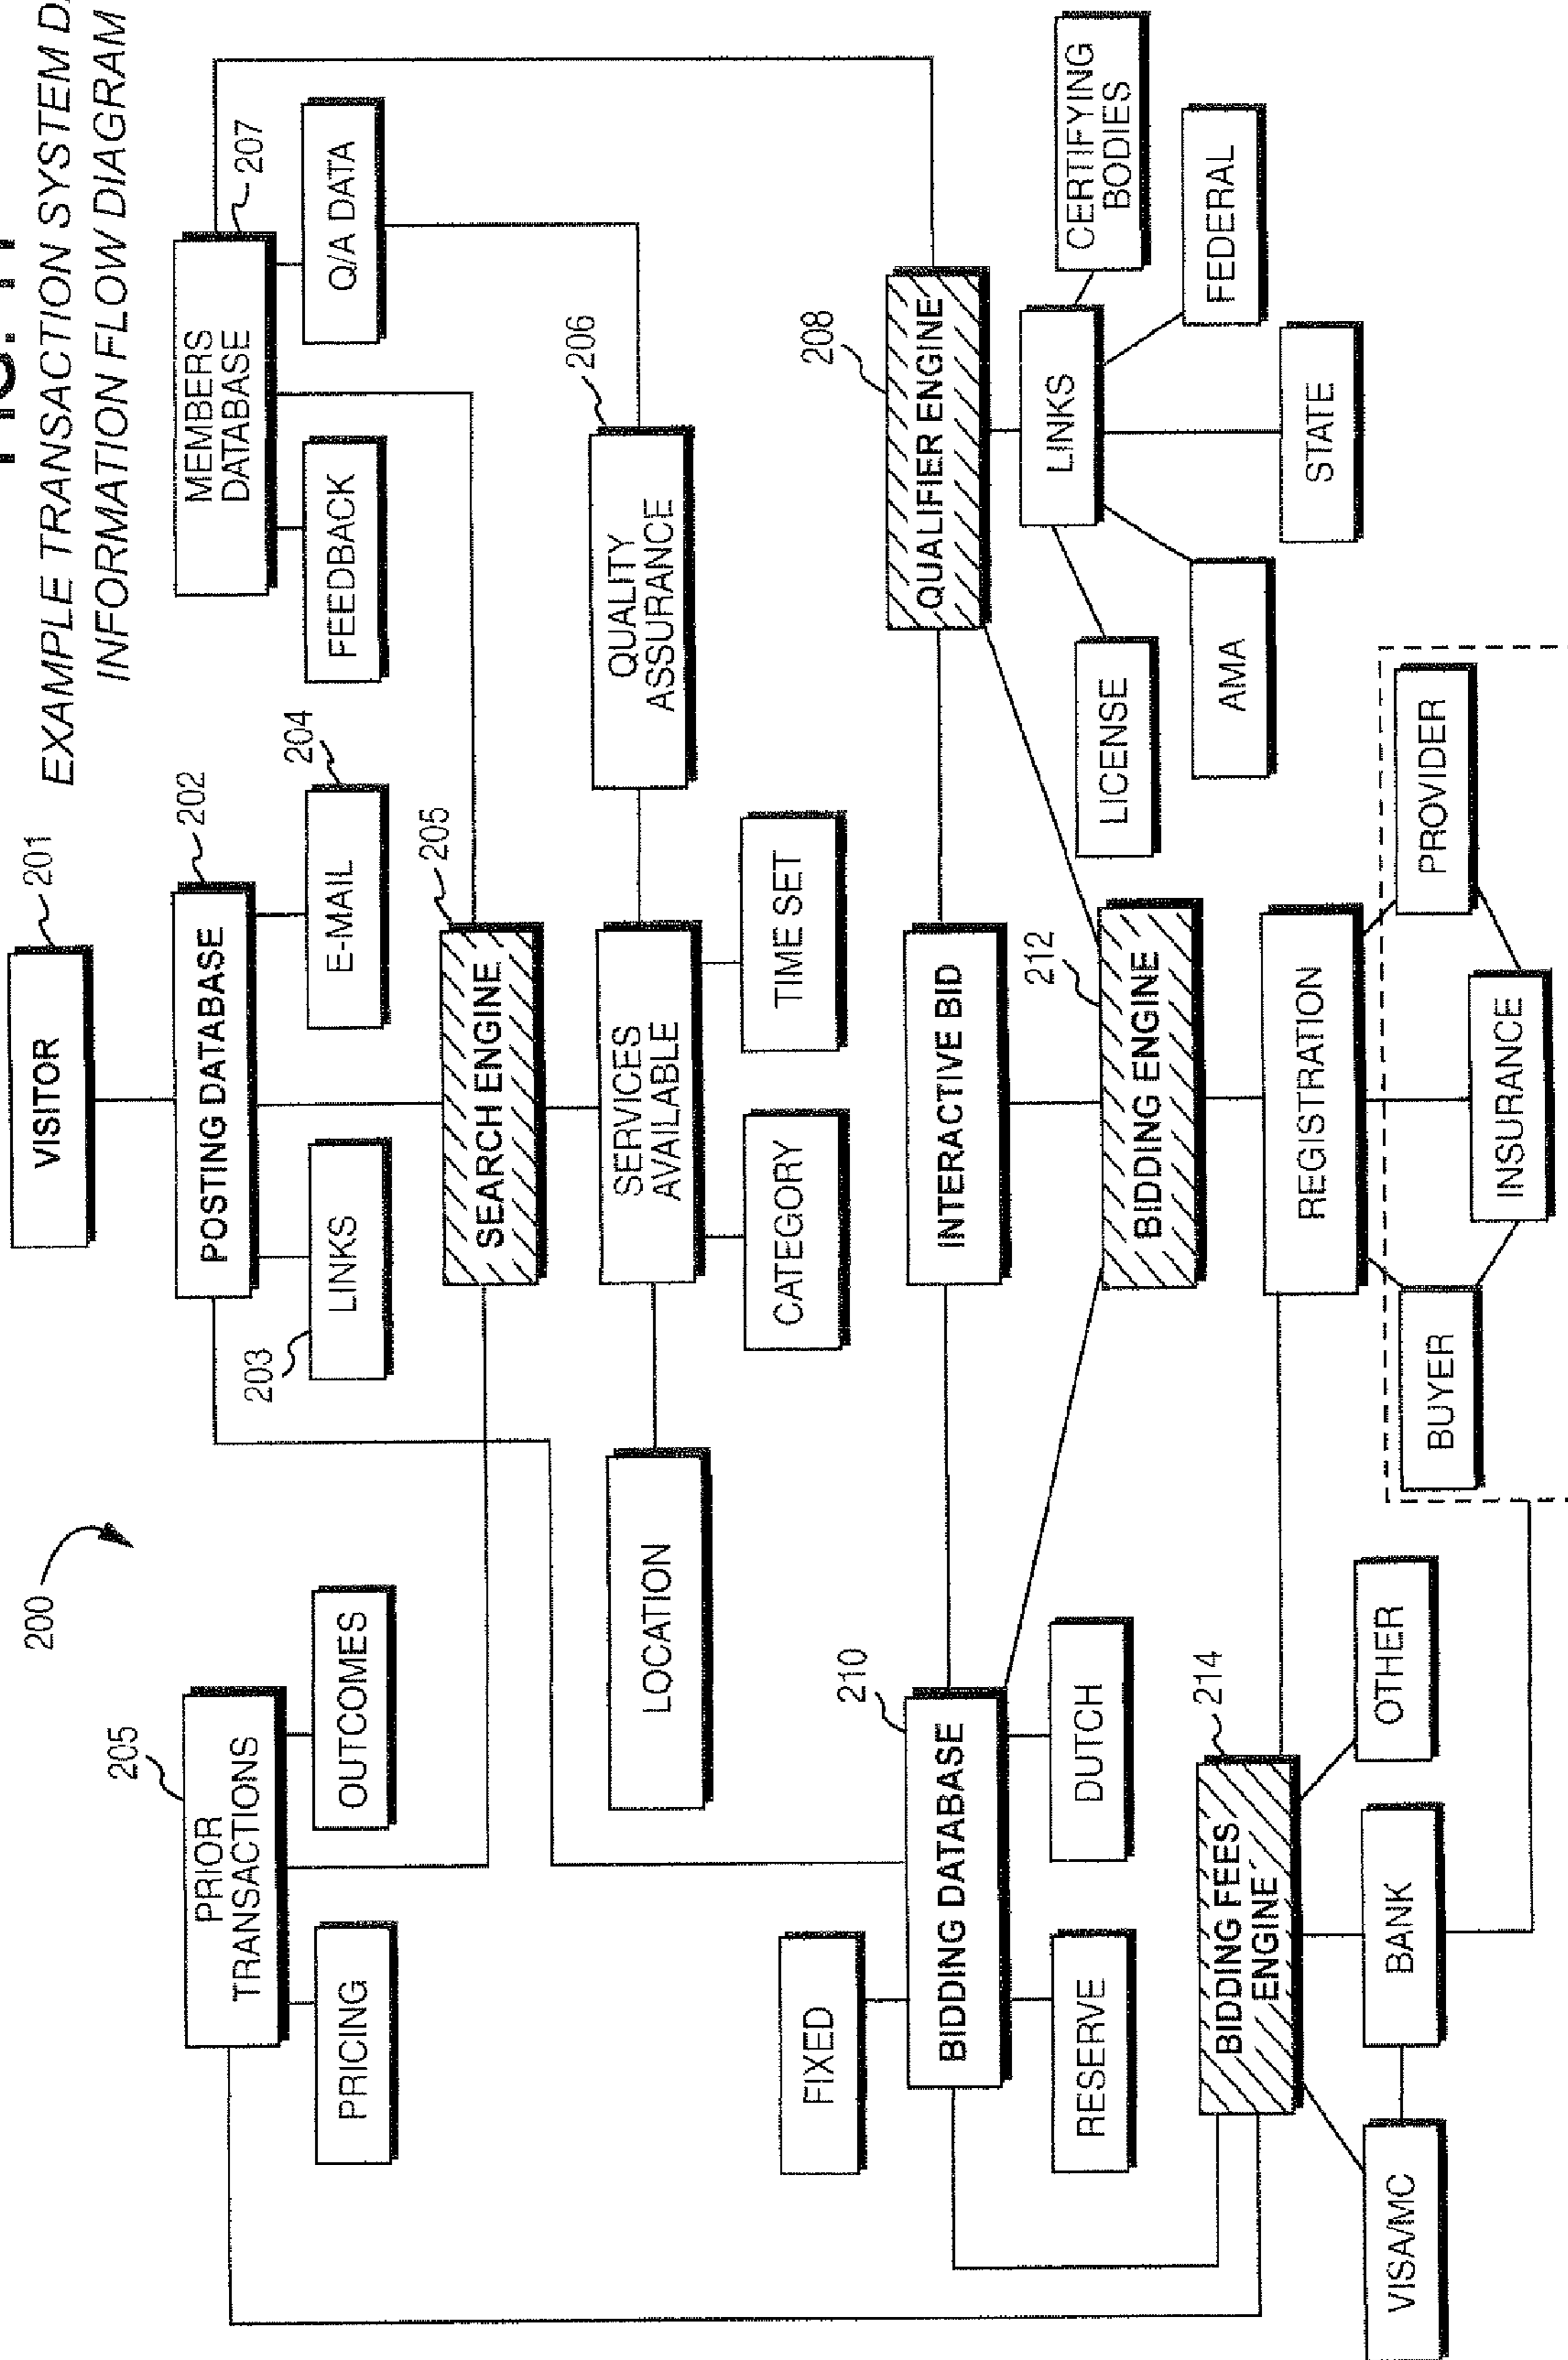 EXAMPLE TRANSACTION SYSTEM
INFORMATION FLOW DIAGRAM
200
VISITOR
201
205
PRIOR
TRANSACTIONS
PRICING
OUTCOMES
POSTING DATABASE
202
203
LINKS
E-MAIL
204
MEMBERS
DATABASE
207
FEEDBACK
Q/A DATA
SEARCH ENGINE
205
LOCATION
SERVICES
AVAILABLE
CATEGORY
TIME SET
QUALITY
ASSURANCE
206
FIXED
210
BIDDING DATABASE
RESERVE
DUTCH
INTERACTIVE BID
208
QUALIFIER ENGINE
212
BIDDING ENGINE
LINKS
LICENSE
AMA
STATE
FEDERAL
CERTIFYING
BODIES
214
BIDDING FEES
ENGINE
VISA/MC
BANK
OTHER
REGISTRATION
BUYER
INSURANCE
PROVIDER